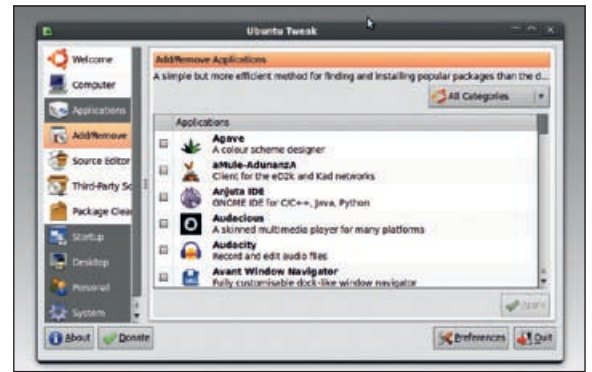 Ubuntu Tweak
Welcome
Computer
Applications
Add/Remove
Source Editor
Third-Party So
Package Clean
Startup
Desktop
Personal
System
Add/Remove Applications
A simple but more efficient method for finding and installing popular packages than the d...
All Categories
Applications
Agave
A colour scheme designer
aMule-AdunanzA
Client for the eD2k and Kad networks
Anjuta IDE
GNOME IDE for C/C++, Java, Python
Audacious
A skinned multimedia player for many platforms
Audacity
Record and edit audio files
Avant Window Navigator
Fully customisable dock-like window navigator
Apply
About
Donate
Preferences
Quit